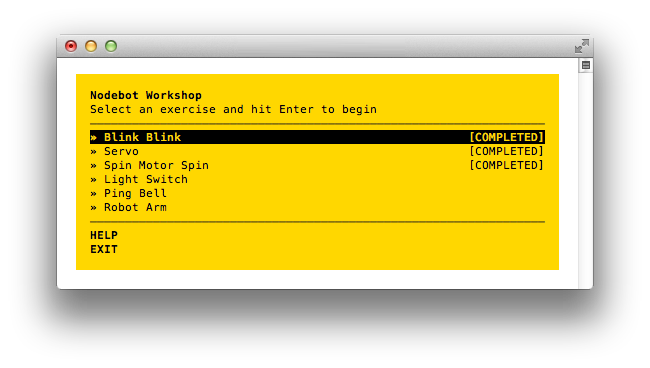 Nodebot Workshop
Select an exercise and hit Enter to begin
» Blink Blink [COMPLETED]
» Servo [COMPLETED]
» Spin Motor Spin [COMPLETED]
» Light Switch
» Ping Bell
» Robot Arm
HELP
EXIT